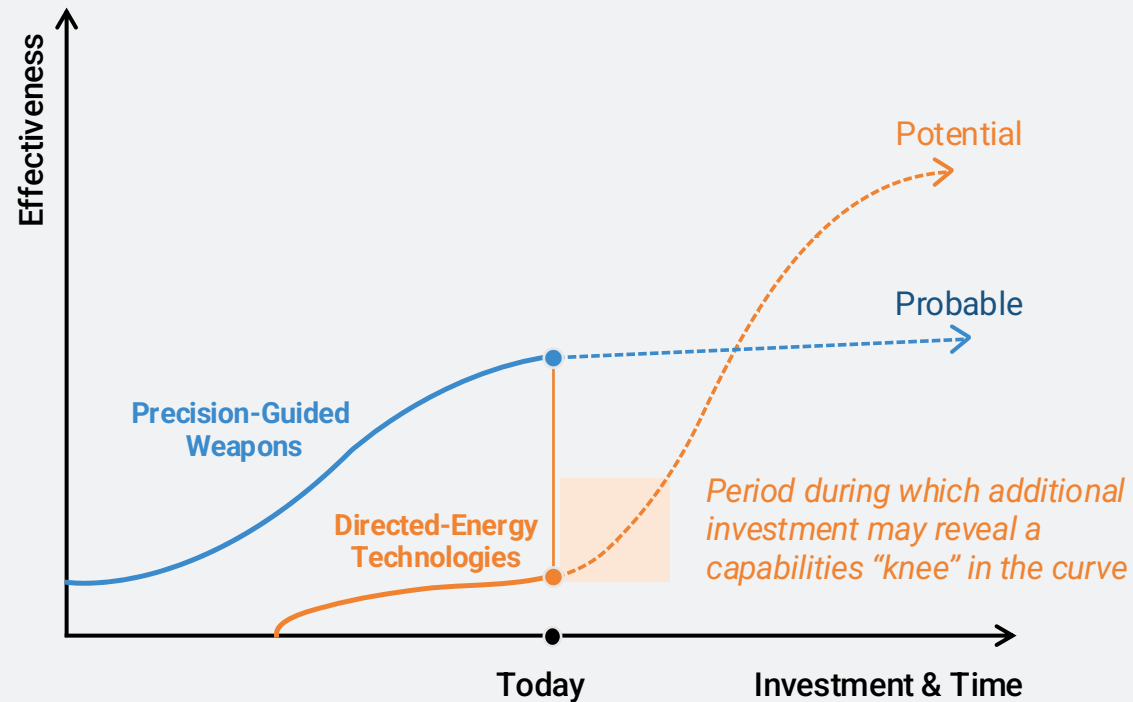 Effectiveness
Potential
Probable
Precision-Guided
Weapons
Directed-Energy
Technologies
Period during which additional
investment may reveal a
capabilities “knee” in the curve
Today
Investment & Time